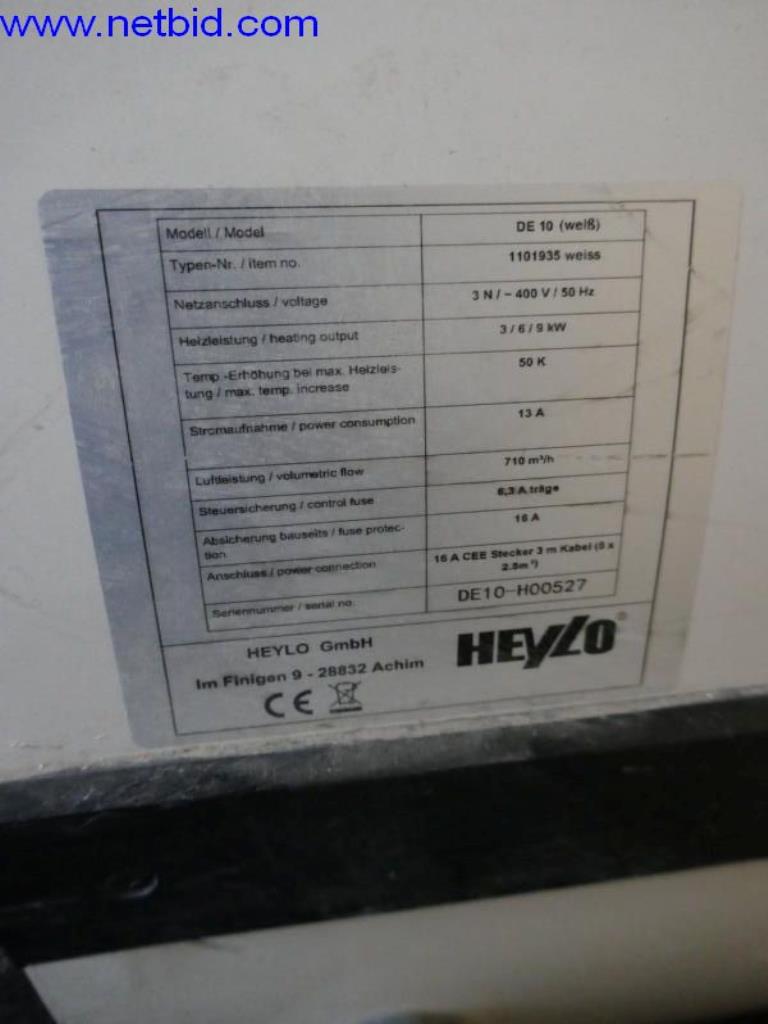 www.netbid.com
Modell / Model DE 10 (weiß)
Typen-Nr. / item no. 1101935 weiss
Netzanschluss / voltage 3 N / ~ 400 V / 50 Hz
Heizleistung / heating output 3 / 6 / 9 kW
Temp.-Erhöhung bei max. Heizleis-
tung / max. temp. increase 50 K
Stromaufnahme / power consumption 13 A
Luftleistung / volumetric flow 710 m³/h
Steuersicherung / control fuse 6,3 A träge
Absicherung bauseits / fuse protec-
tion 16 A
Anschluss / power connection 16 A CEE Stecker 3 m Kabel (5 x
2.5m²)
Seriennummer / serial no. DE10-H00527
HEYLO GmbH
Im Finigen 9 - 28832 Achim
CE
HEYLO®